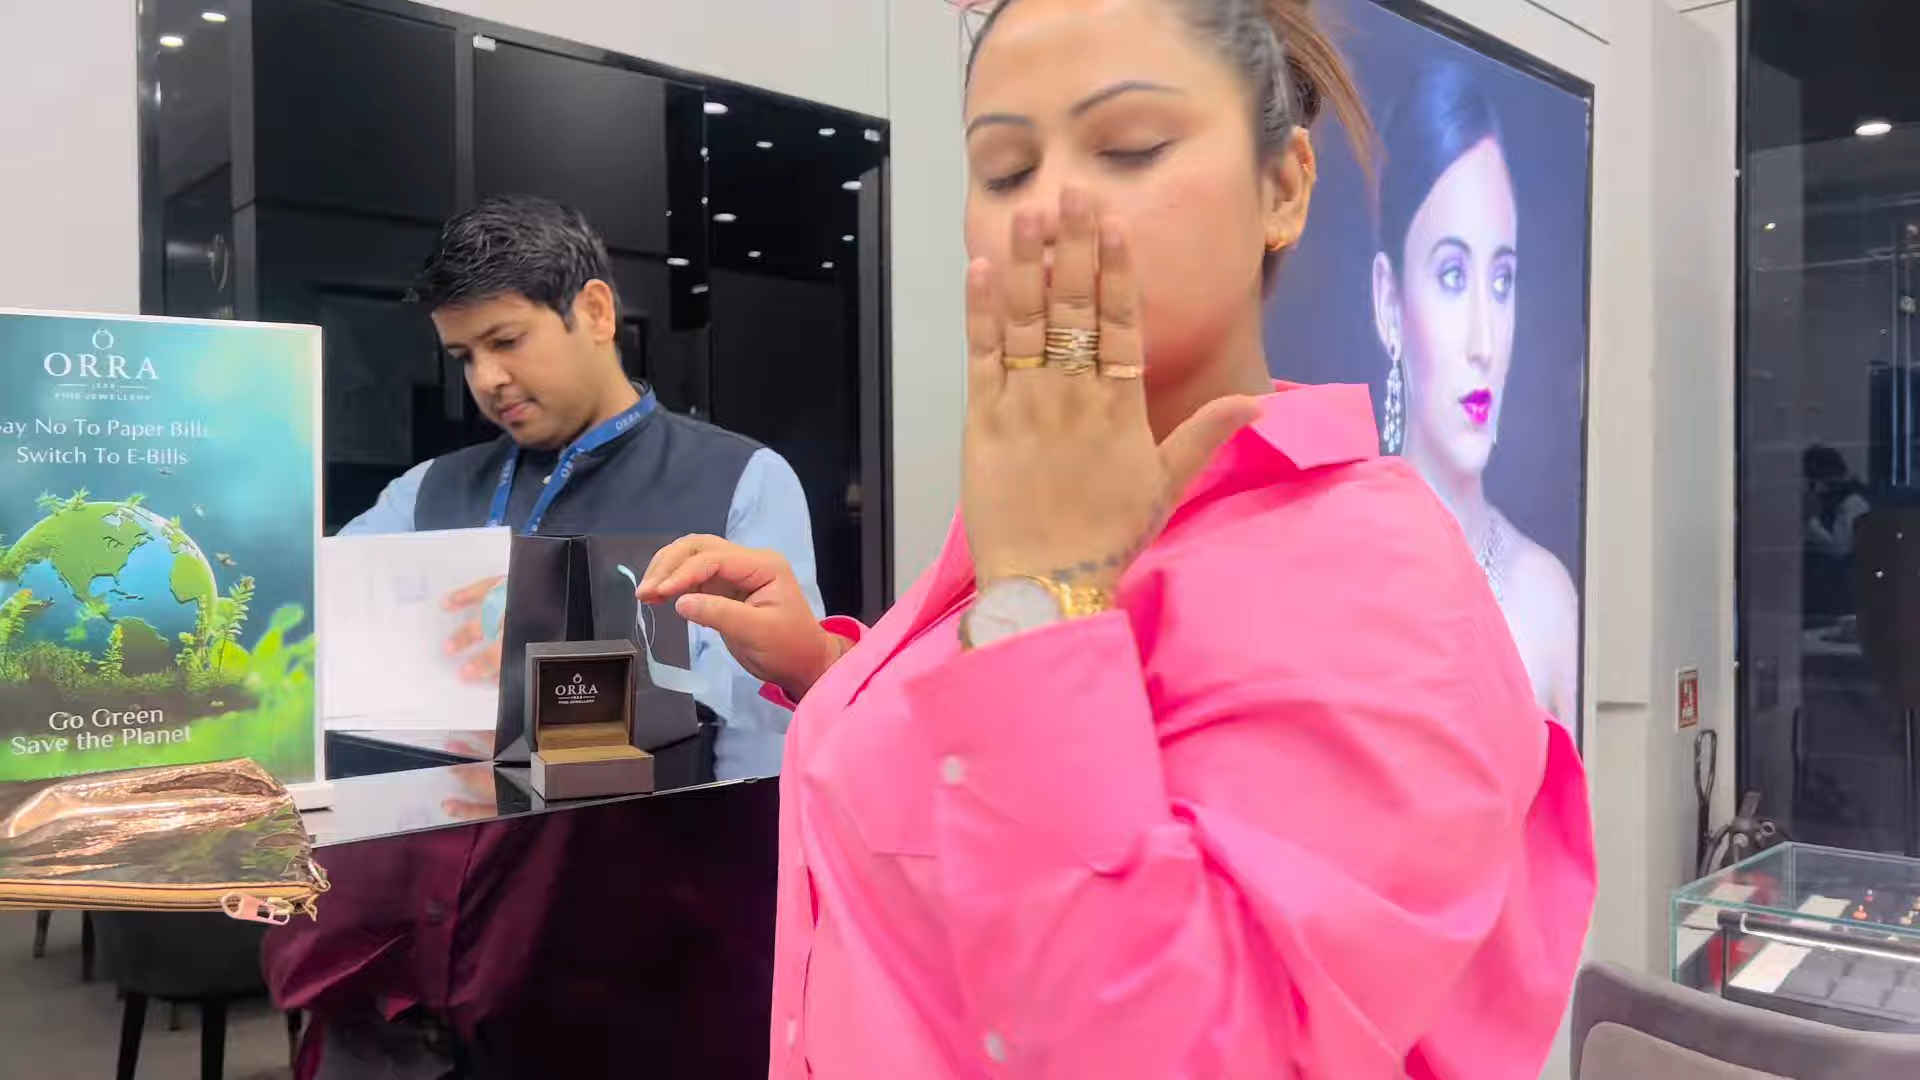 ORRA
FINE JEWELLERY
ay No To Paper Bills
Switch To E-Bills
Go Green
Save the Planet
ORRA
ORRA
FINE JEWELLERY